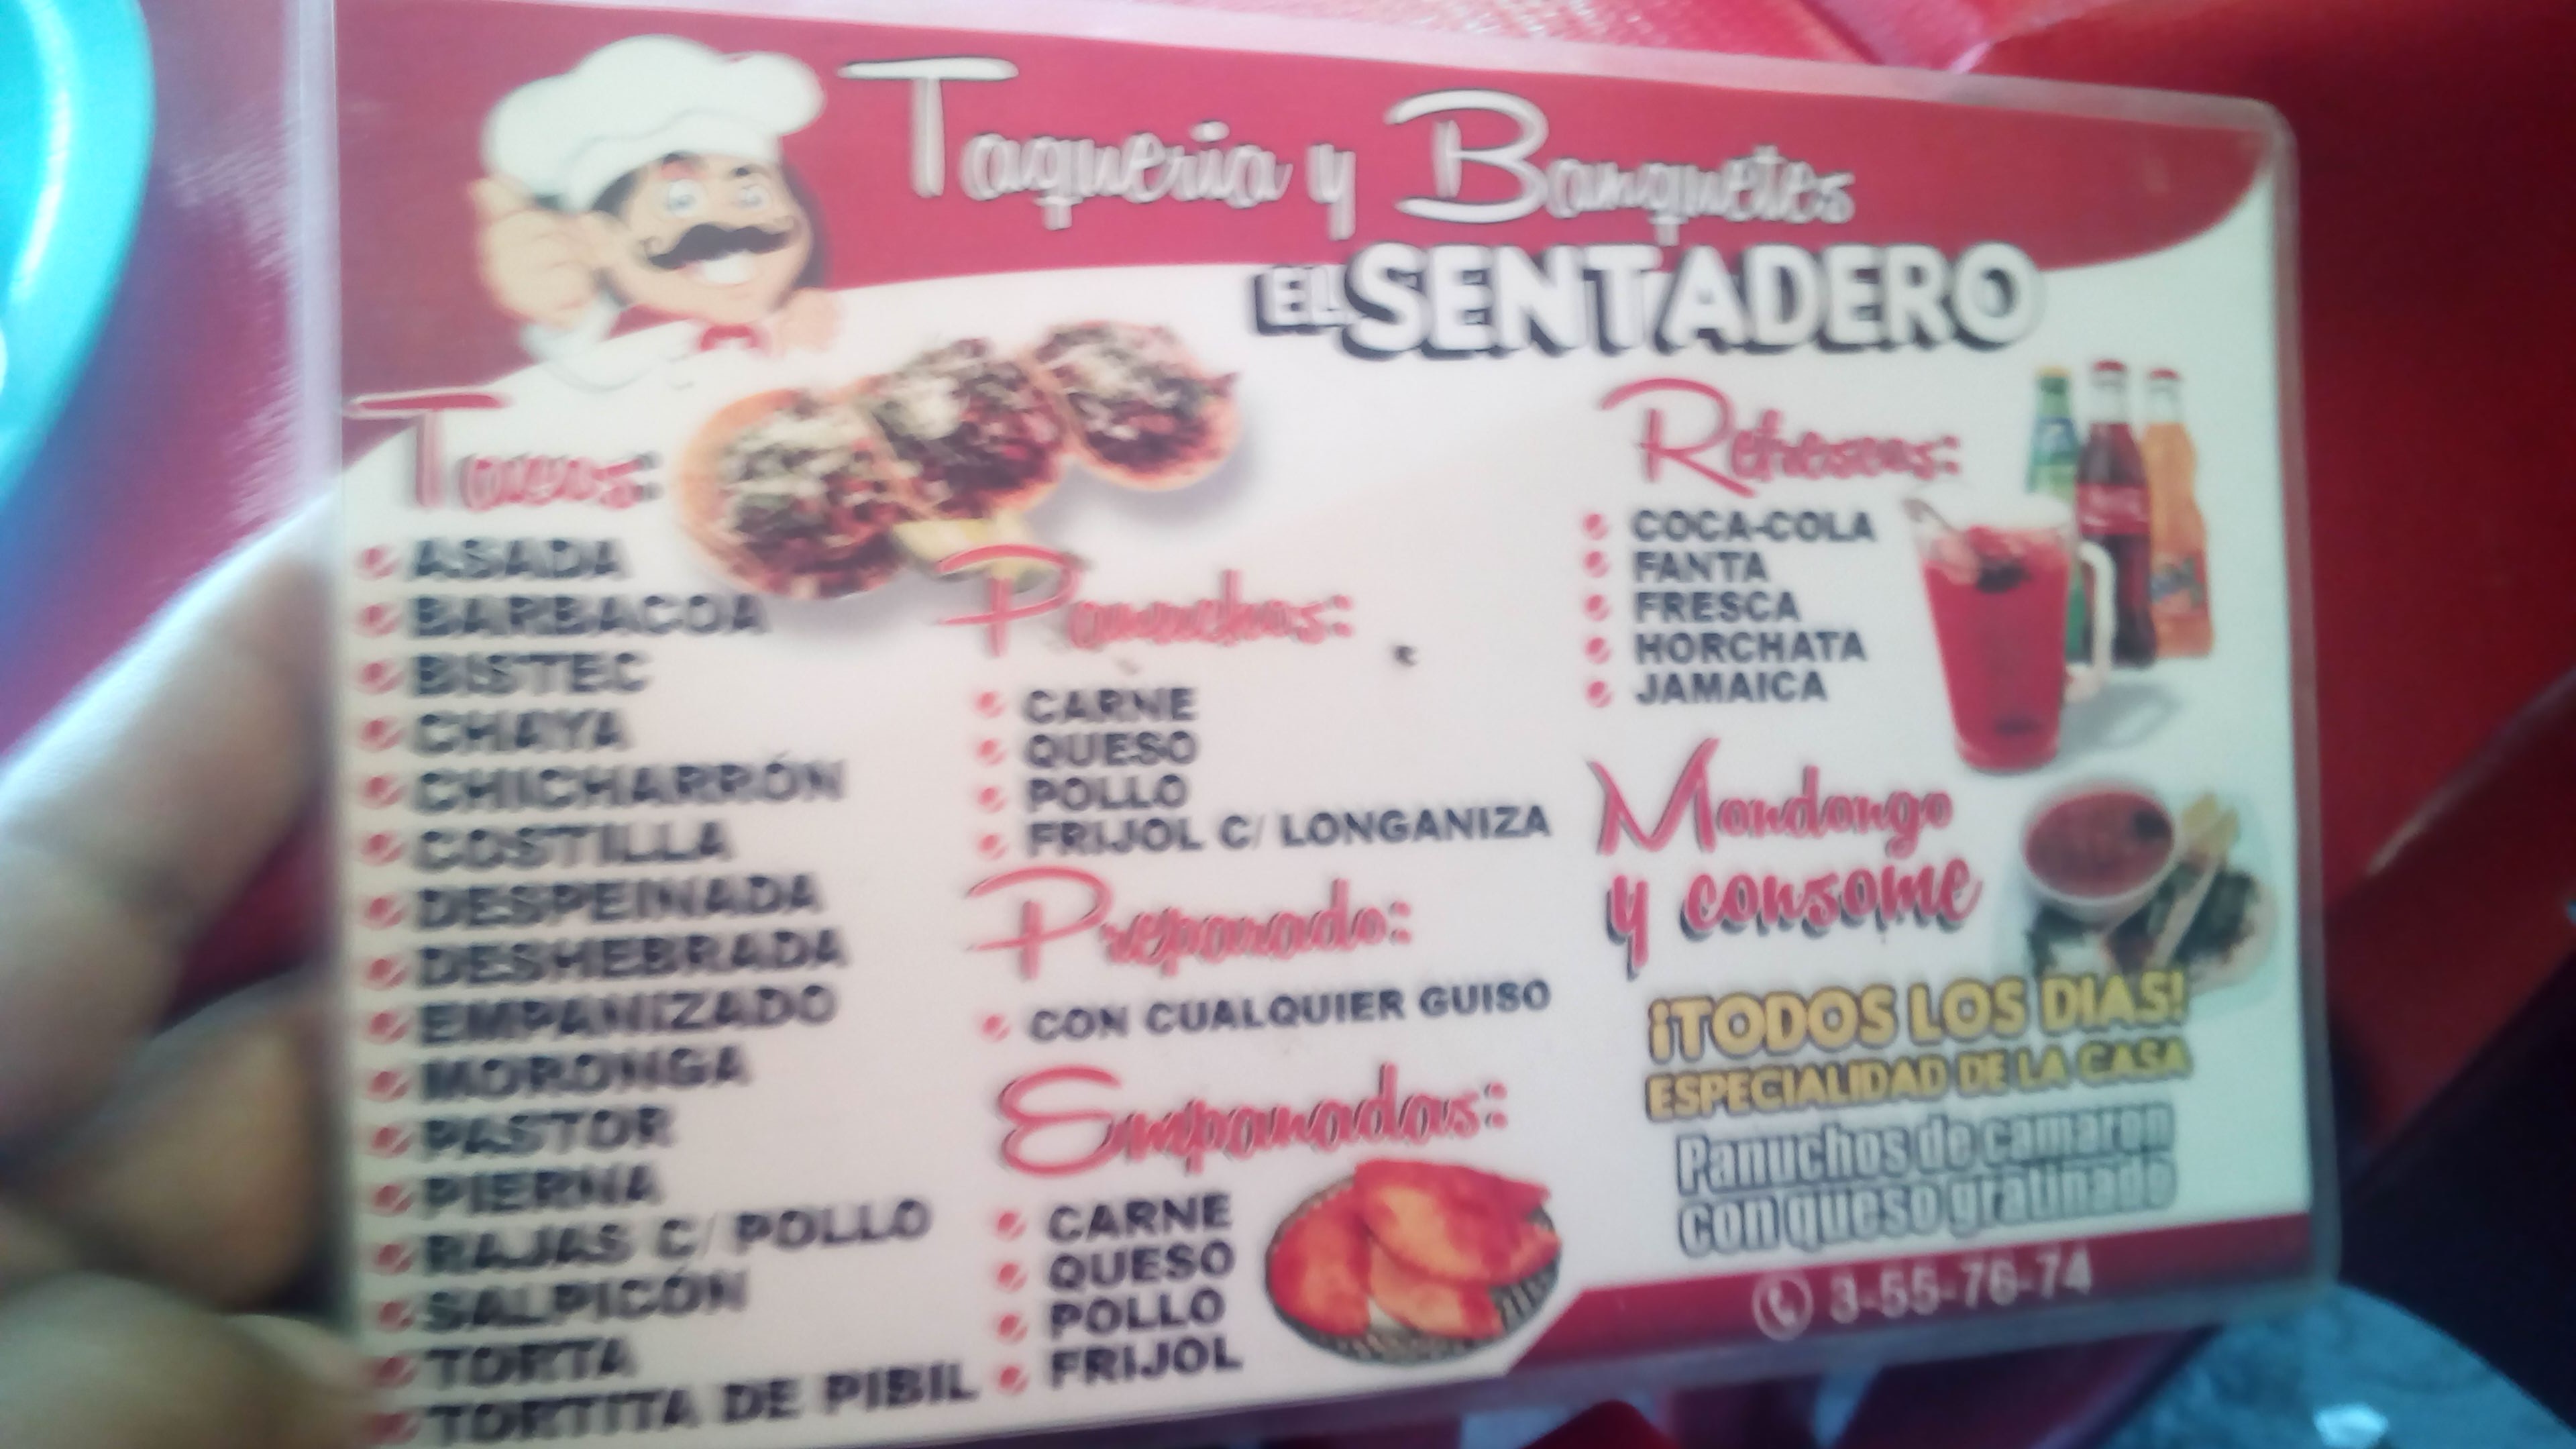 Taqueria y Banquetes
EL SENTADERO
Tacos:
ASADA
BARBACOA
BISTEC
CHAYA
CHICHARRÓN
COSTILLA
DESPEINADA
DESHEBRADA
EMPANIZADO
MORONGA
PASTOR
PIERNA
RAJAS C/ POLLO
SALPICÓN
TORTA
TORTITA DE PIBIL
Panuchos:
CARNE
QUESO
POLLO
FRIJOL C/ LONGANIZA
Preparado:
CON CUALQUIER GUISO
Empanadas:
CARNE
QUESO
POLLO
FRIJOL
Refrescos:
COCA-COLA
FANTA
FRESCA
HORCHATA
JAMAICA
Mondongo
y consome
¡TODOS LOS DIAS!
ESPECIALIDAD DE LA CASA
Panuchos de camaron
con queso gratinado
3-55-76-74